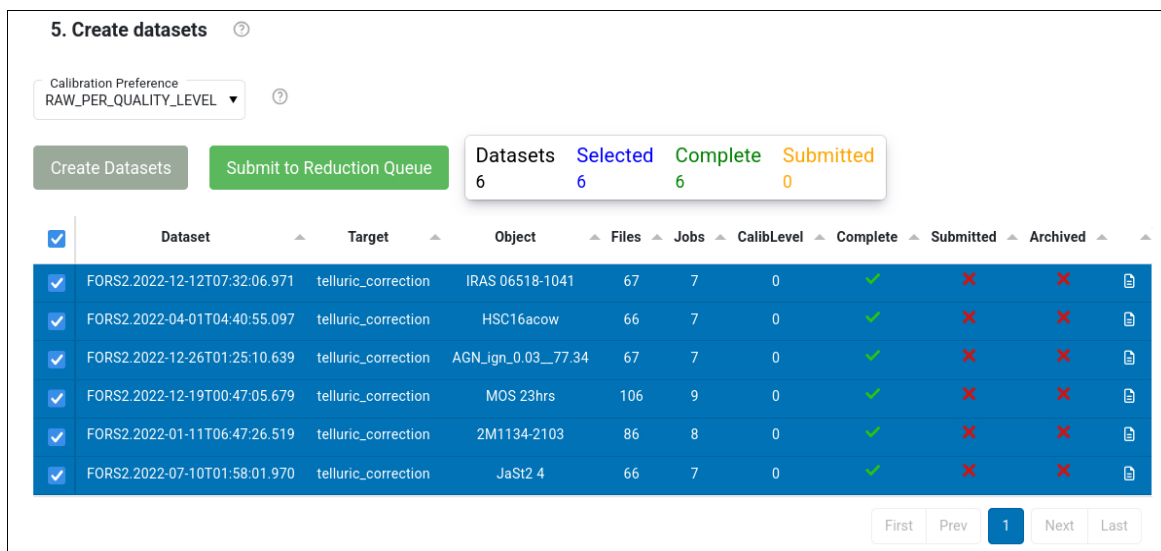 5. Create datasets ?
Calibration Preference
RAW_PER_QUALITY_LEVEL ?
Create Datasets Submit to Reduction Queue
Datasets Selected Complete Submitted
6 6 6 0
Dataset Target Object Files Jobs CalibLevel Complete Submitted Archived
FORS2.2022-12-12T07:32:06.971 telluric_correction IRAS 06518-1041 67 7 0
FORS2.2022-04-01T04:40:55.097 telluric_correction HSC16acow 66 7 0
FORS2.2022-12-26T01:25:10.639 telluric_correction AGN_ign_0.03__77.34 67 7 0
FORS2.2022-12-19T00:47:05.679 telluric_correction MOS 23hrs 106 9 0
FORS2.2022-01-11T06:47:26.519 telluric_correction 2M1134-2103 86 8 0
FORS2.2022-07-10T01:58:01.970 telluric_correction JaSt2 4 66 7 0
First Prev 1 Next Last